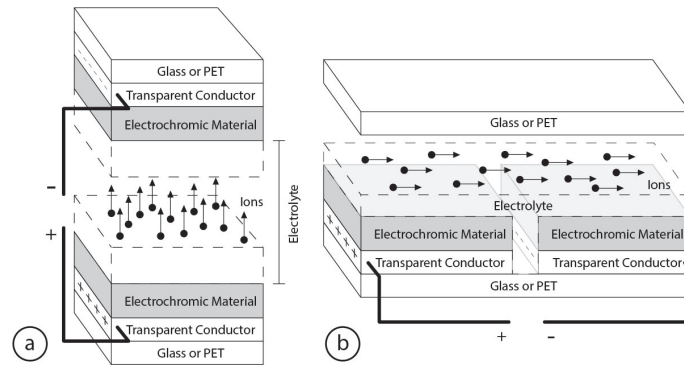 Glass or PET
Transparent Conductor
Electrochromic Material
-
Ions
+
Electrolyte
Electrochromic Material
Transparent Conductor
Glass or PET
a
Glass or PET
Ions
Electrolyte
Electrochromic Material Electrochromic Material
Transparent Conductor Transparent Conductor
Glass or PET
+ -
b